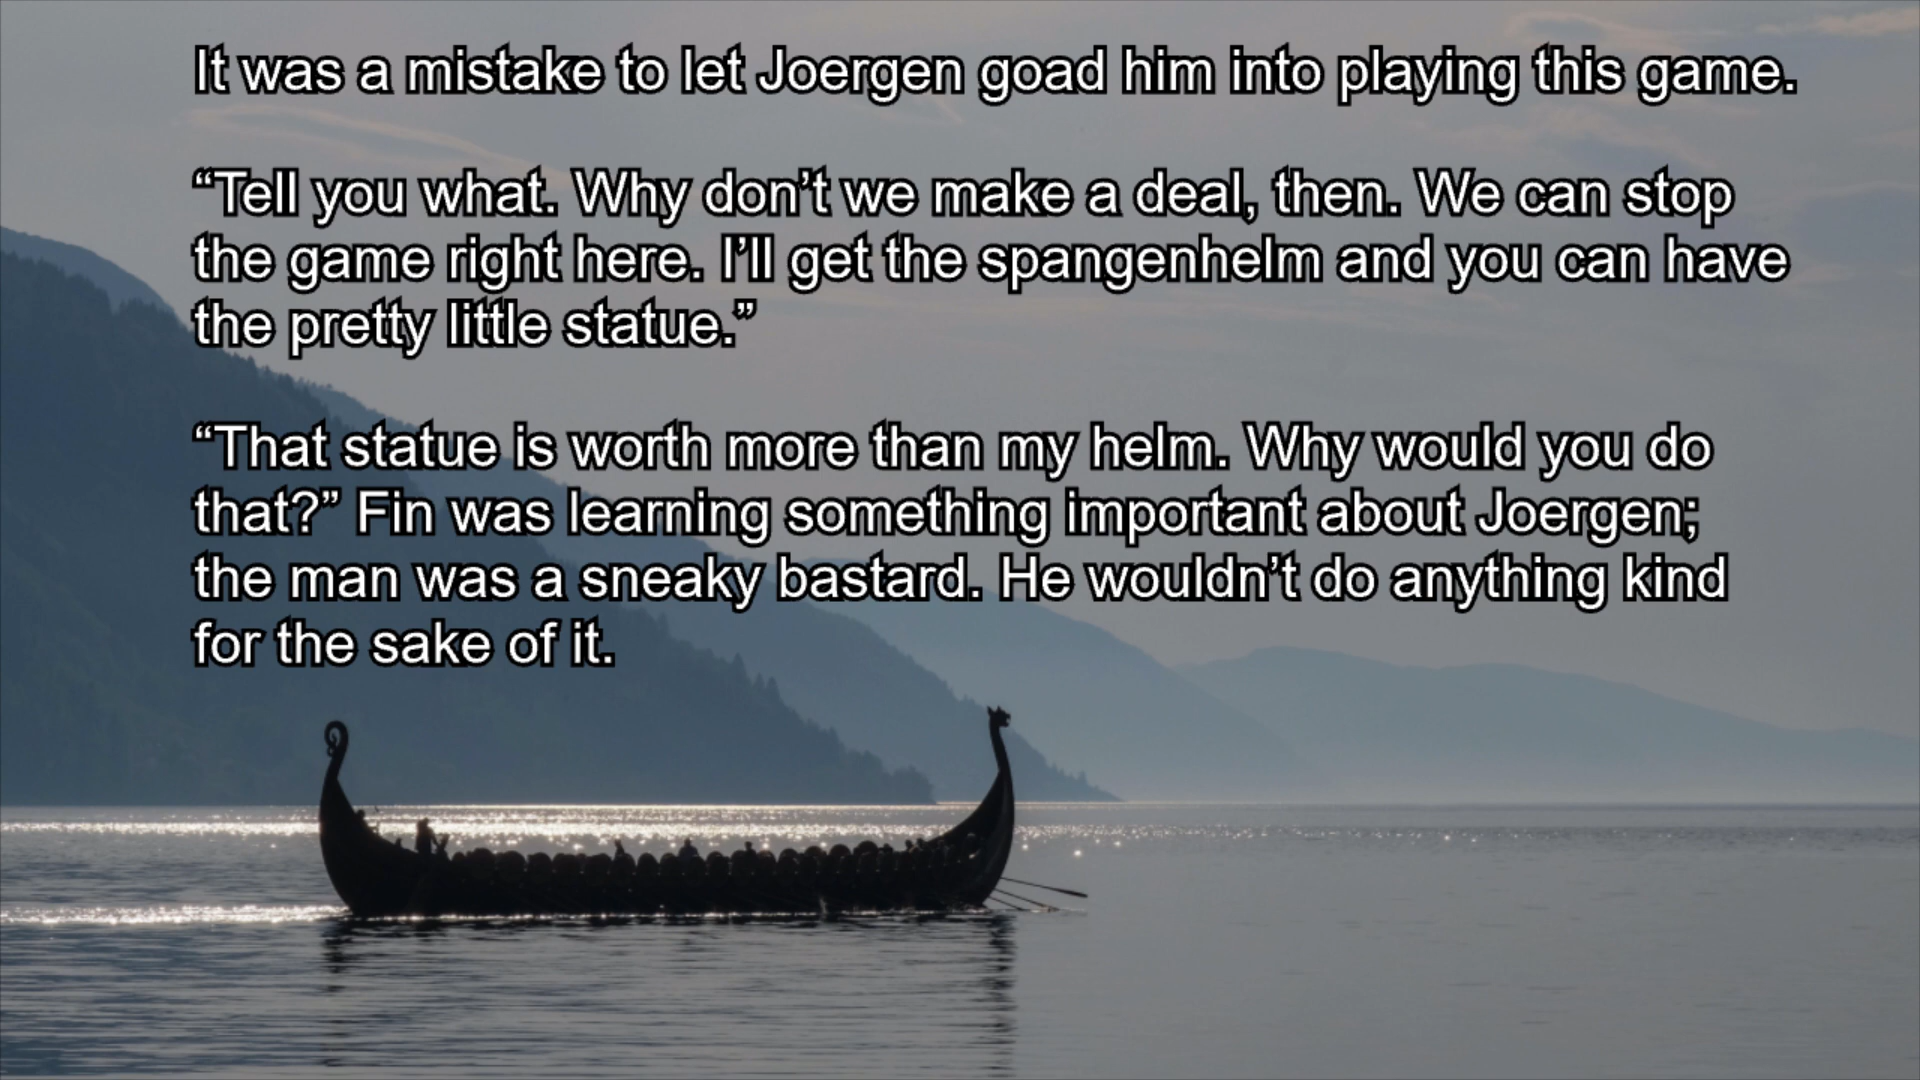 It was a mistake to let Joergen goad him into playing this game.
“Tell you what. Why don’t we make a deal, then. We can stop
the game right here. I’ll get the spangenhelm and you can have
the pretty little statue.”
“That statue is worth more than my helm. Why would you do
that?” Fin was learning something important about Joergen;
the man was a sneaky bastard. He wouldn’t do anything kind
for the sake of it.